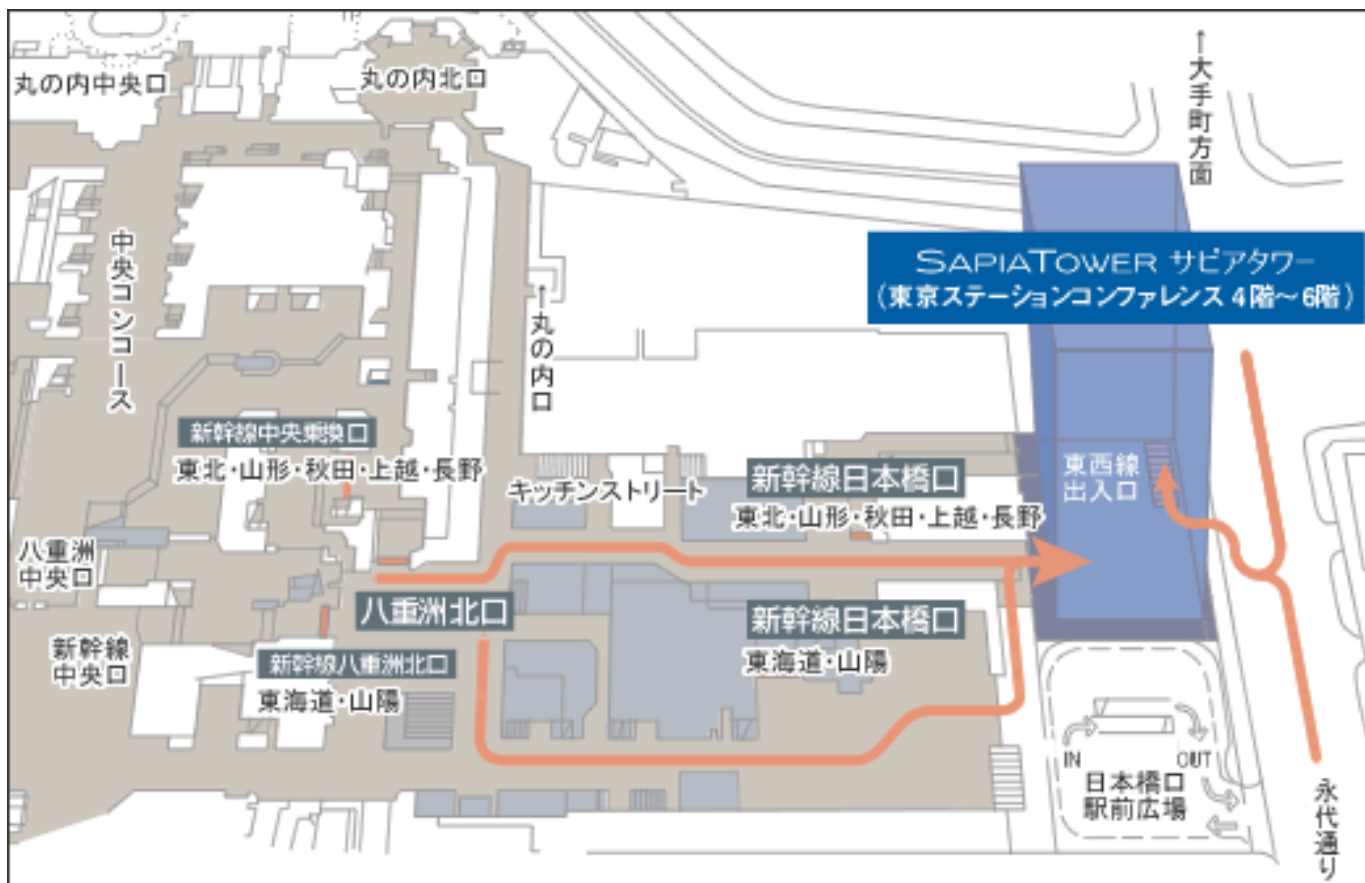 丸の内中央口
丸の内北口
↑大手町方面
中央コンコース
↑丸の内口
SAPIATOWER サピアタワー
(東京ステーションコンファレンス 4階〜6階)
新幹線中央乗換口
東北・山形・秋田・上越・長野
キッチンストリート
新幹線日本橋口
東北・山形・秋田・上越・長野
東西線
出入口
八重洲
中央口
八重洲北口
新幹線日本橋口
東海道・山陽
新幹線
中央口
新幹線八重洲北口
東海道・山陽
IN
OUT
日本橋口
駅前広場
永代通り